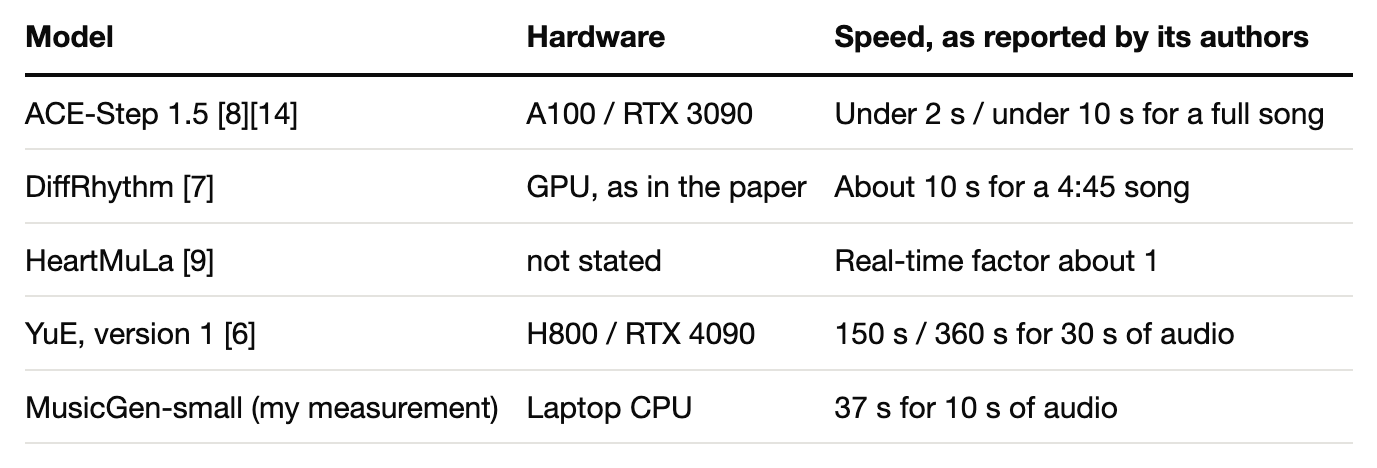 Model Hardware Speed, as reported by its authors
ACE-Step 1.5 [8][14] A100 / RTX 3090 Under 2 s / under 10 s for a full song
DiffRhythm [7] GPU, as in the paper About 10 s for a 4:45 song
HeartMuLa [9] not stated Real-time factor about 1
YuE, version 1 [6] H800 / RTX 4090 150 s / 360 s for 30 s of audio
MusicGen-small (my measurement) Laptop CPU 37 s for 10 s of audio